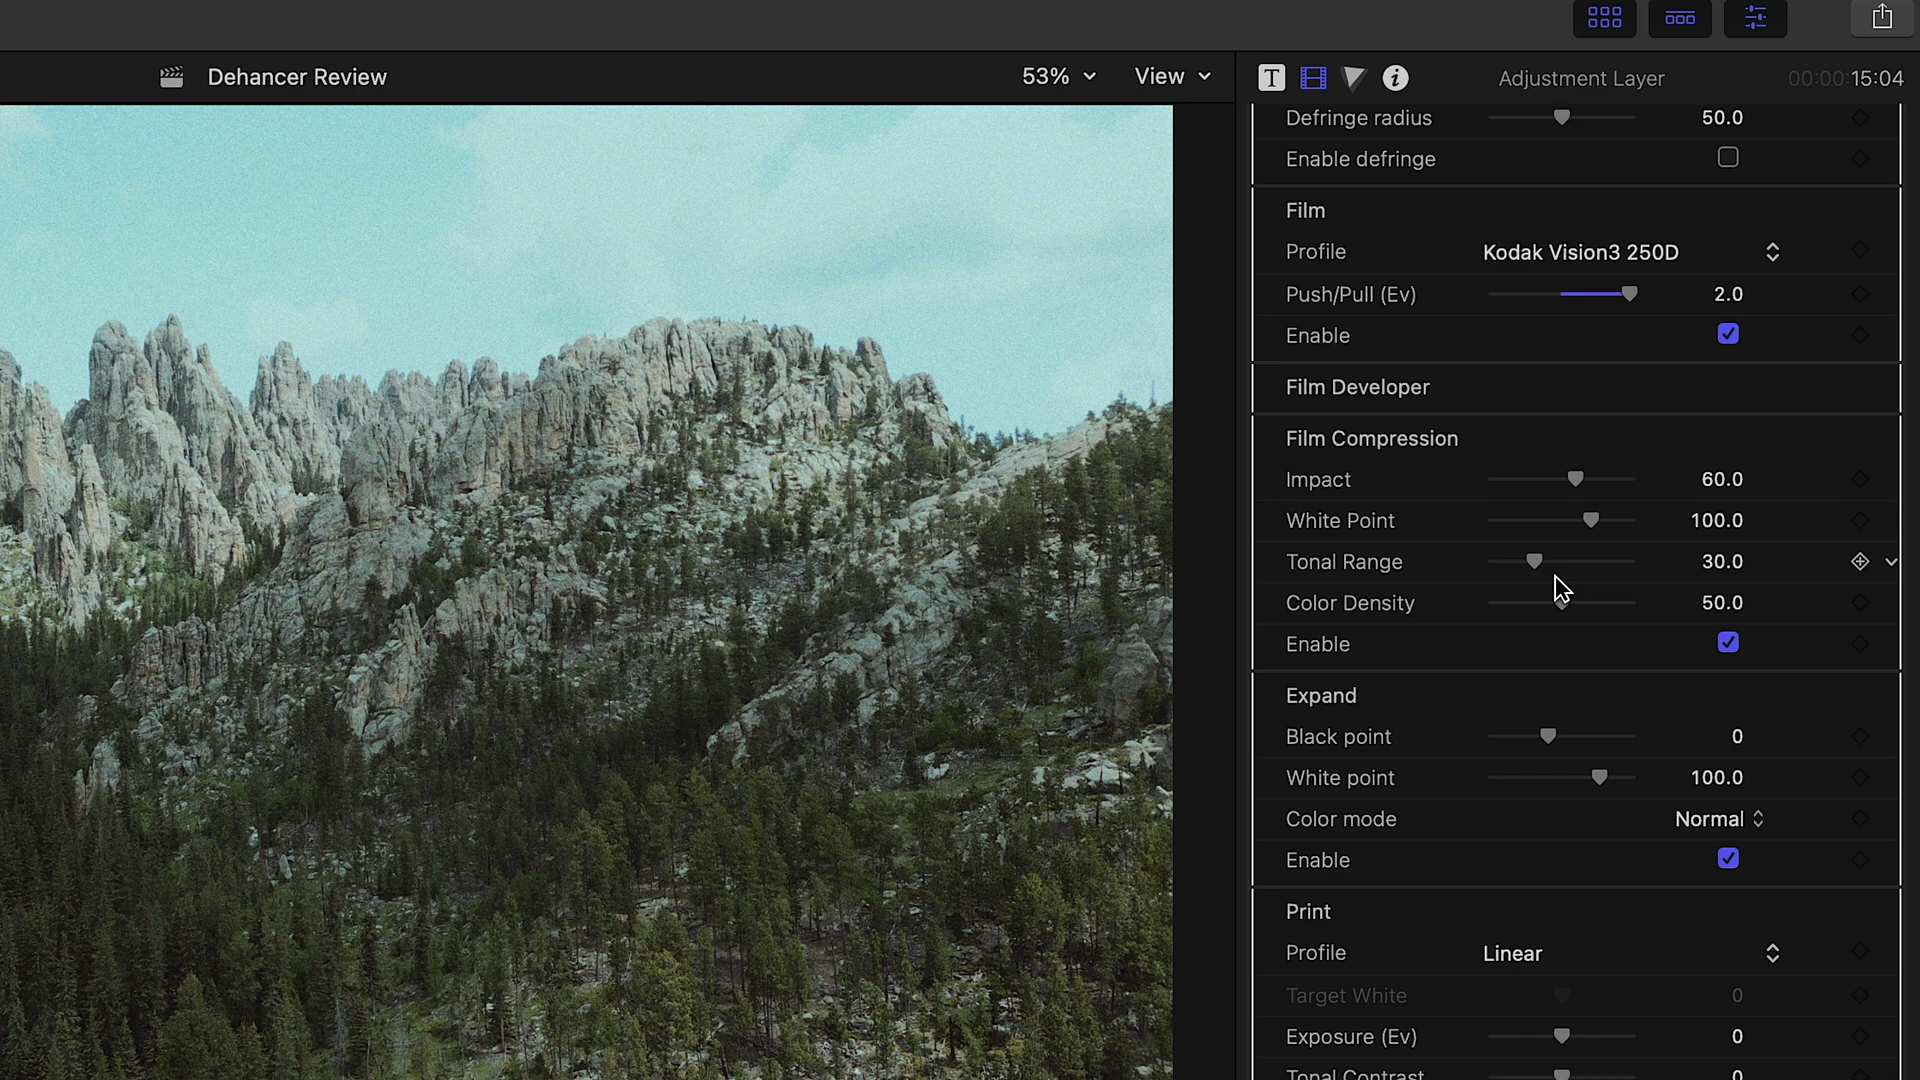 Dehancer Review
53%
View
T
i
Adjustment Layer
00:00:15:04
Defringe radius
50.0
Enable defringe
Film
Profile
Kodak Vision3 250D
Push/Pull (Ev)
2.0
Enable
Film Developer
Film Compression
Impact
60.0
White Point
100.0
Tonal Range
30.0
Color Density
50.0
Enable
Expand
Black point
0
White point
100.0
Color mode
Normal
Enable
Print
Profile
Linear
Target White
0
Exposure (Ev)
0
Tonal Contrast
0